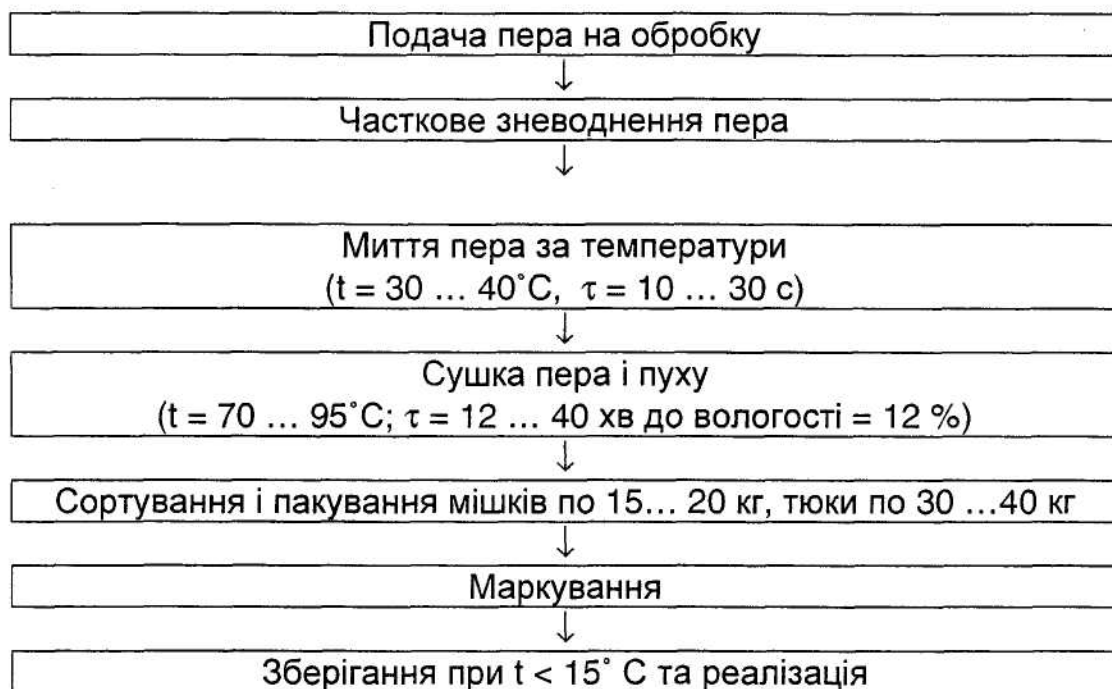 Подача пера на обробку
↓
Часткове зневоднення пера
↓
Миття пера за температури
(t = 30 ... 40˚C, τ = 10 ... 30 с)
↓
Сушка пера і пуху
(t = 70 ... 95˚C; τ = 12 ... 40 хв до вологості = 12 %)
↓
Сортування і пакування мішків по 15... 20 кг, тюки по 30 ...40 кг
↓
Маркування
↓
Зберігання при t < 15˚ C та реалізація